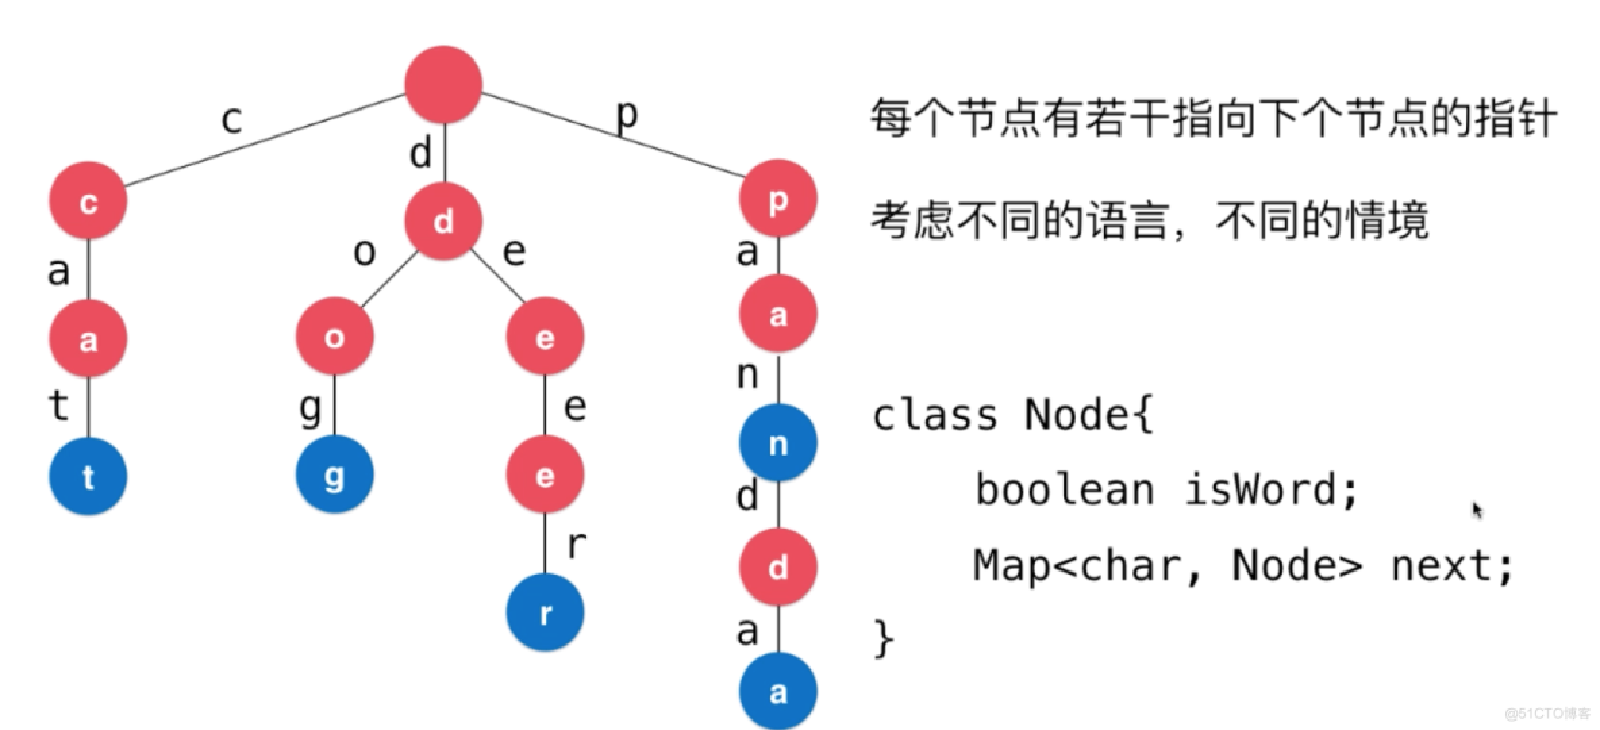 c
d
p
c
d
p
a
o
e
a
a
o
e
a
t
g
e
n
t
g
e
n
r
d
r
d
a
a
每个节点有若干指向下个节点的指针
考虑不同的语言，不同的情境
class Node{
boolean isWord;
Map<char, Node> next;
}
@51CTO博客